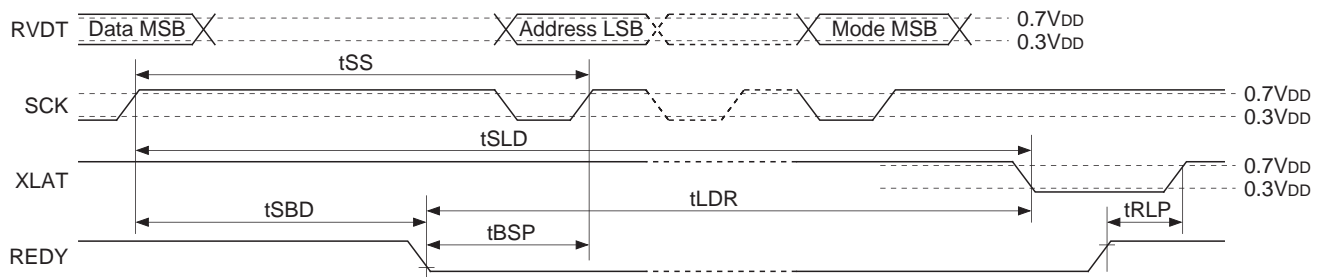 RVDT Data MSB Address LSB Mode MSB 0.7VDD
0.3VDD
tSS
SCK 0.7VDD
0.3VDD
tSLD
XLAT 0.7VDD
0.3VDD
tSBD tLDR tRLP
tBSP
REDY